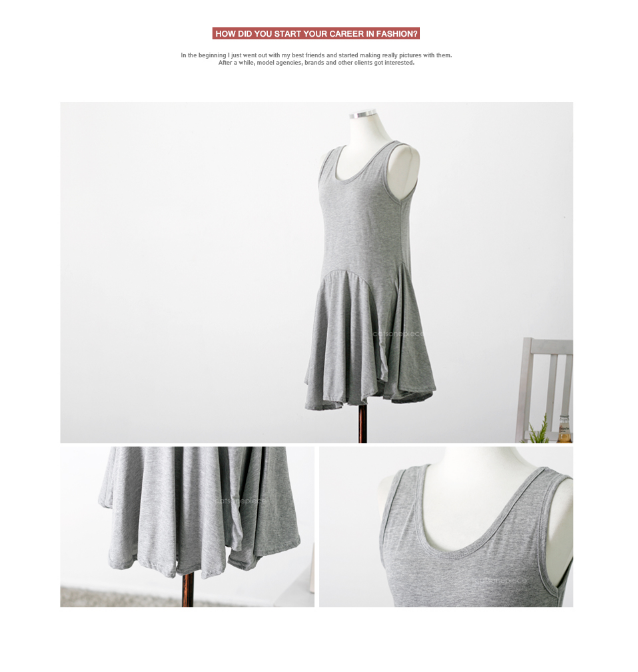 HOW DID YOU START YOUR CAREER IN FASHION?
In the beginning I just went out with my best friends and started making really pictures with them.
After a while, model agencies, brands and other clients got interested.